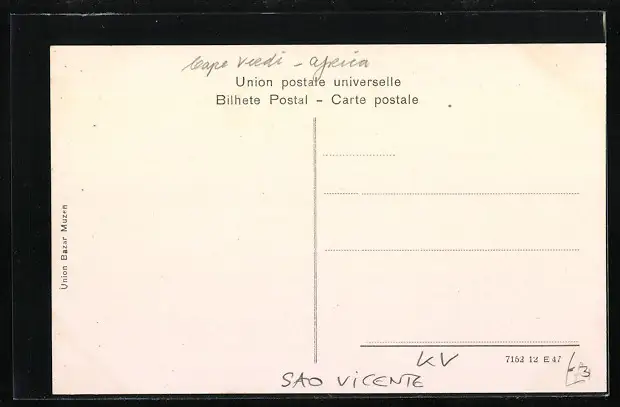 Cape Verdi - Africa
Union postale universelle
Bilhete Postal – Carte postale
Union Bazar Muzen
7152 12 E 47
KV
SAO VICENTE